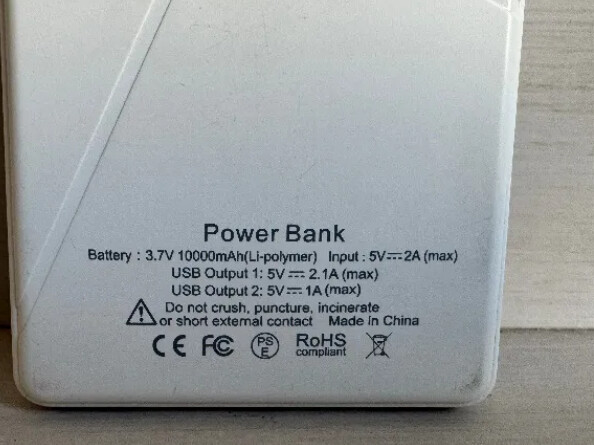 Power Bank
Battery : 3.7V 10000mAh(Li-polymer) Input : 5V⎓2A (max)
USB Output 1: 5V⎓2.1A (max)
USB Output 2: 5V⎓1A (max)
Do not crush, puncture, incinerate
or short external contact Made in China
CE FC PSE RoHS
compliant